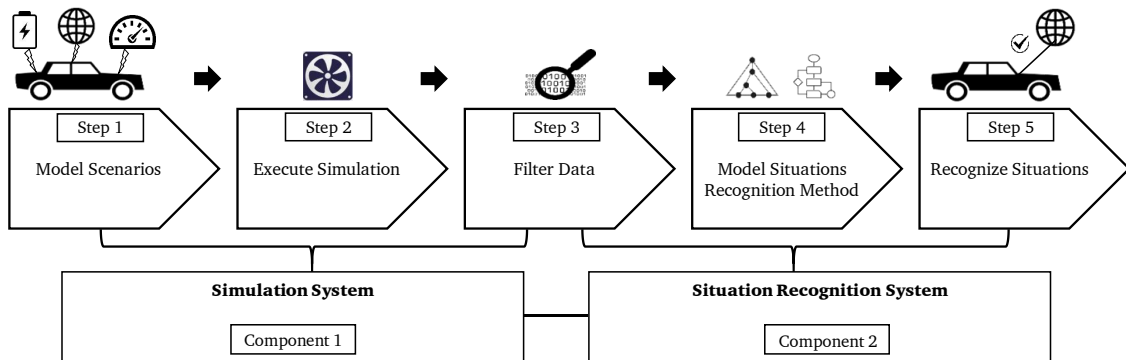 Step 1
Model Scenarios
Step 2
Execute Simulation
Step 3
Filter Data
Step 4
Model Situations
Recognition Method
Step 5
Recognize Situations
Simulation System
Component 1
Situation Recognition System
Component 2